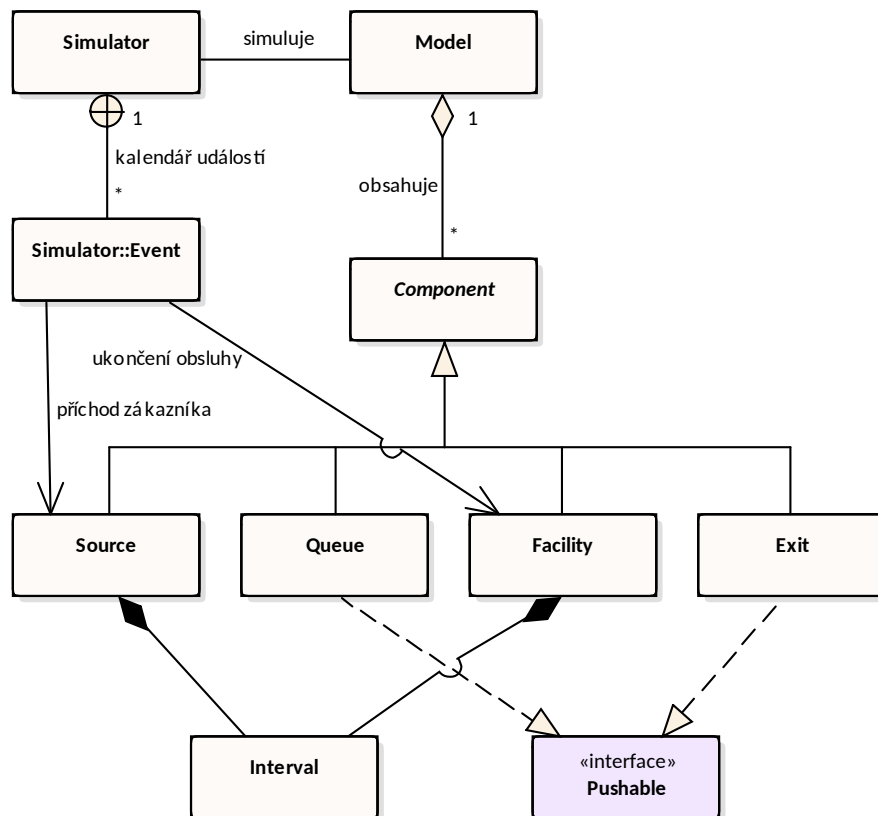 Simulator
simuluje
Model
1
1
kalendář událostí
obsahuje
*
*
Simulator::Event
Component
ukončení obsluhy
příchod zákazníka
Source
Queue
Facility
Exit
Interval
«interface»
Pushable